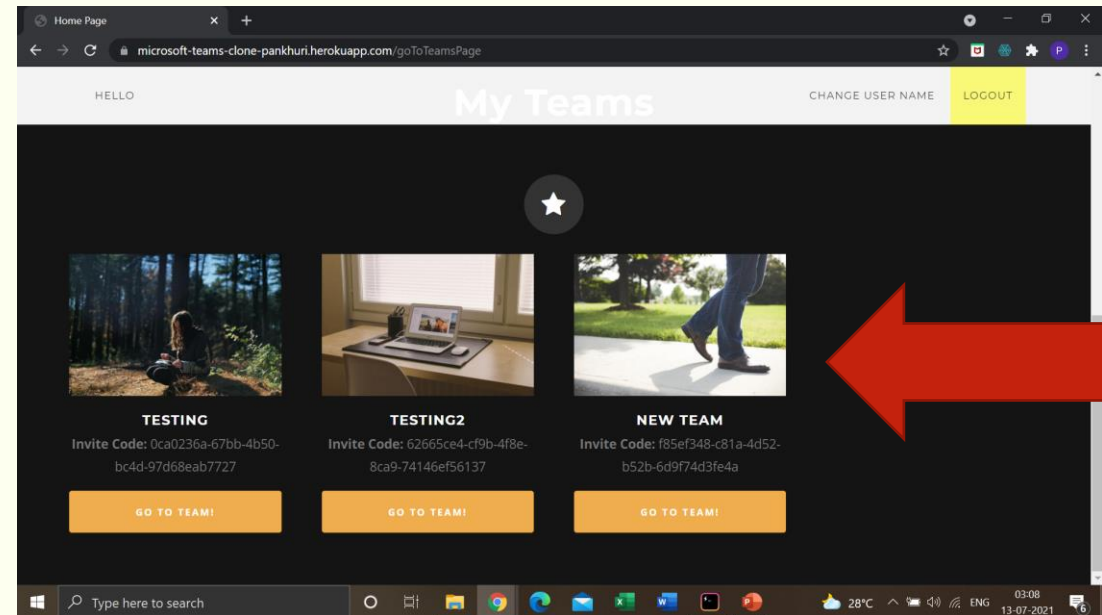 Home Page
microsoft-teams-clone-pankhuri.herokuapp.com/goToTeamsPage
P
HELLO
My Teams
CHANGE USER NAME
LOGOUT
TESTING
Invite Code: 0ca0236a-67bb-4b50-
bc4d-97d68eab7727
GO TO TEAM!
TESTING2
Invite Code: 62665ce4-cf9b-4f8e-
8ca9-74146ef56137
GO TO TEAM!
NEW TEAM
Invite Code: f85ef348-c81a-4d52-
b52b-6d9f74d3fe4a
GO TO TEAM!
Type here to search
28°C
ENG
03:08
13-07-2021
6